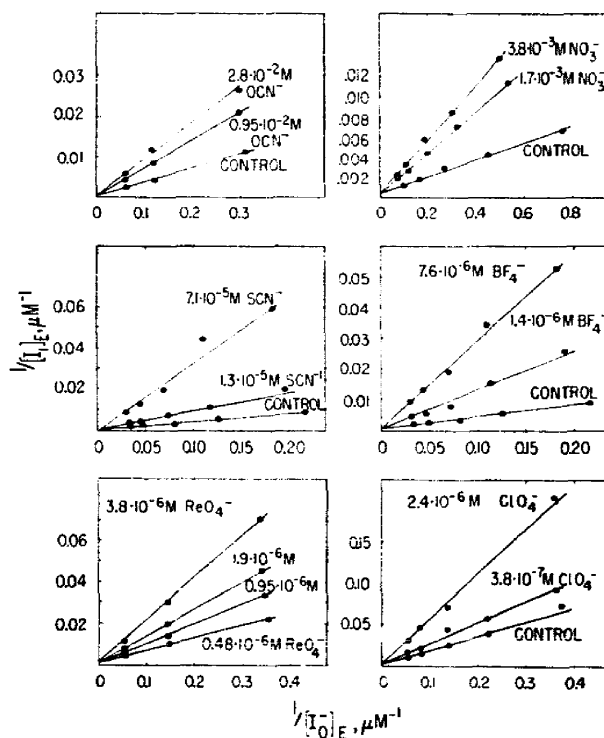 0.03
0.02
0.01
2.8·10⁻²M
OCN⁻
0.95·10⁻²M
OCN⁻
CONTROL
0 0.1 0.2 0.3
0.012
0.010
0.008
0.006
0.004
0.002
3.8·10⁻³M NO₃⁻
1.7·10⁻³M NO₃⁻
CONTROL
0 0.2 0.4 0.6 0.8
1/[I₁]E, μM⁻¹
0.06
0.04
0.02
7.1·10⁻⁵M SCN⁻
1.3·10⁻⁵M SCN⁻¹
CONTROL
0 0.05 0.10 0.15 0.20
0.05
0.04
0.03
0.02
0.01
7.6·10⁻⁶M BF₄⁻
1.4·10⁻⁶M BF₄⁻
CONTROL
0 0.05 0.10 0.15 0.20
0.06
0.04
0.02
3.8·10⁻⁶M ReO₄⁻
1.9·10⁻⁶M
0.95·10⁻⁶M
0.48·10⁻⁶M ReO₄⁻
0 0.1 0.2 0.3 0.4
0.15
0.10
0.05
2.4·10⁻⁶M ClO₄⁻
3.8·10⁻⁷M ClO₄⁻
CONTROL
0 0.1 0.2 0.3 0.4
1/[I₀⁻]E, μM⁻¹